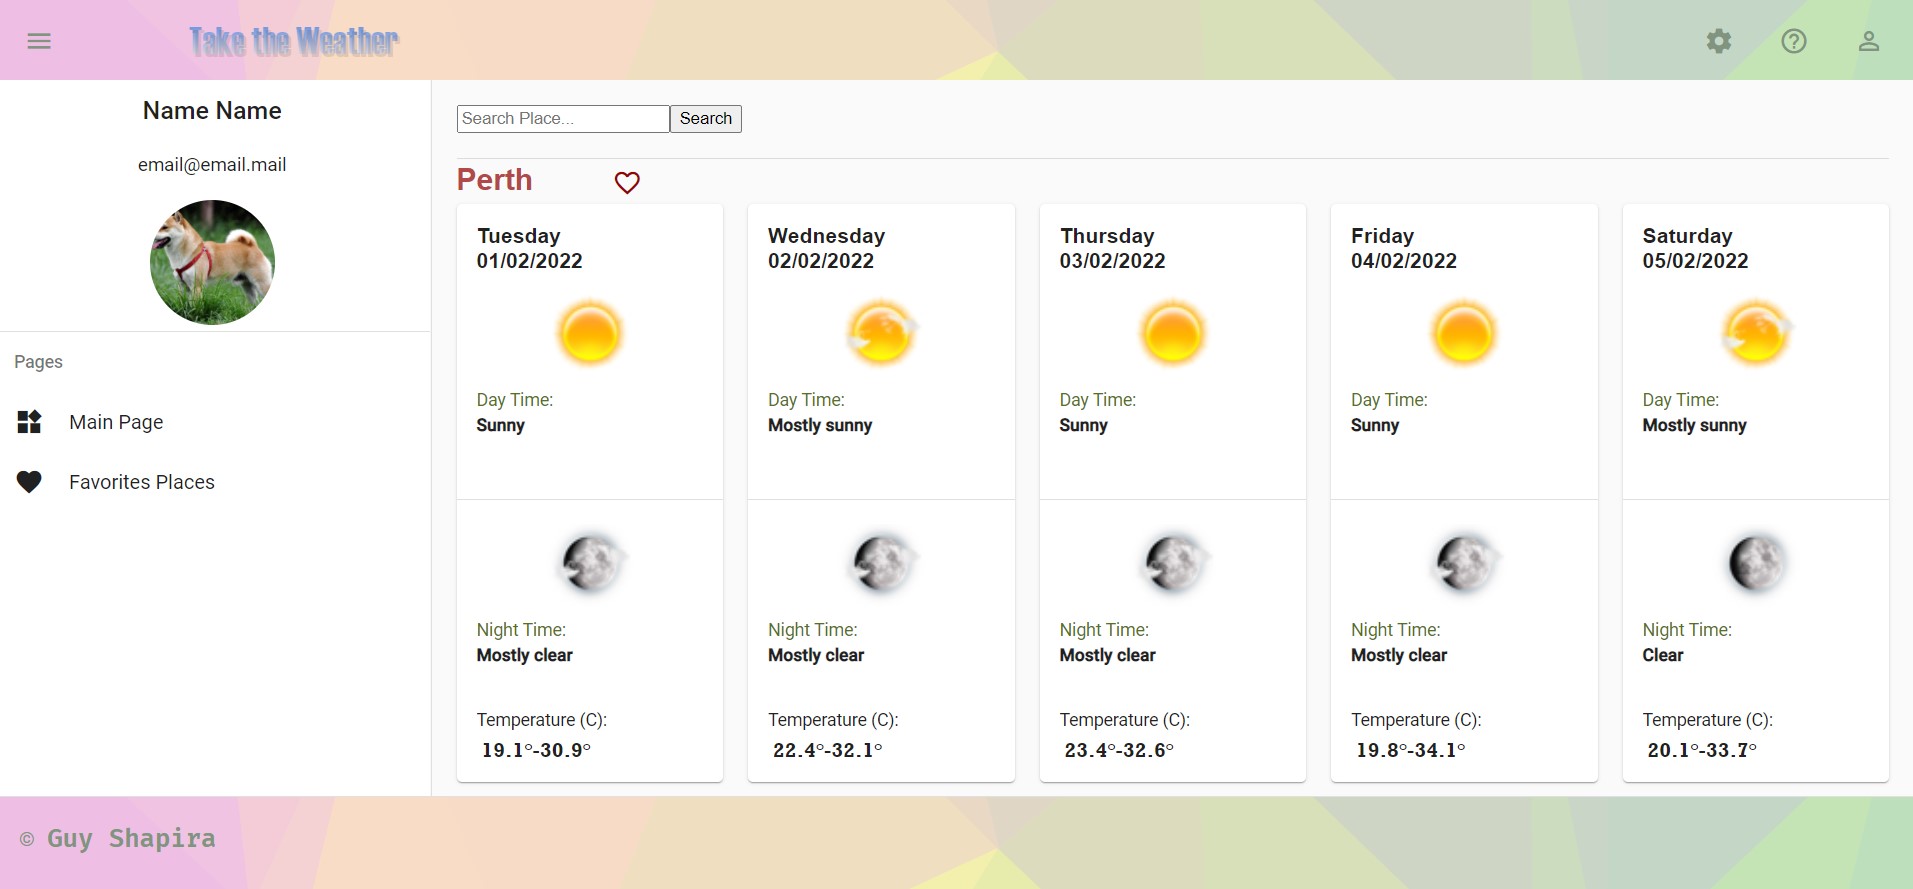 Take the Weather
Name Name
email@email.mail
Pages
Main Page
Favorites Places
Search Place...
Search
Perth
Tuesday
01/02/2022
Day Time:
Sunny
Night Time:
Mostly clear
Temperature (C):
19.1°-30.9°
Wednesday
02/02/2022
Day Time:
Mostly sunny
Night Time:
Mostly clear
Temperature (C):
22.4°-32.1°
Thursday
03/02/2022
Day Time:
Sunny
Night Time:
Mostly clear
Temperature (C):
23.4°-32.6°
Friday
04/02/2022
Day Time:
Sunny
Night Time:
Mostly clear
Temperature (C):
19.8°-34.1°
Saturday
05/02/2022
Day Time:
Mostly sunny
Night Time:
Clear
Temperature (C):
20.1°-33.7°
© Guy Shapira